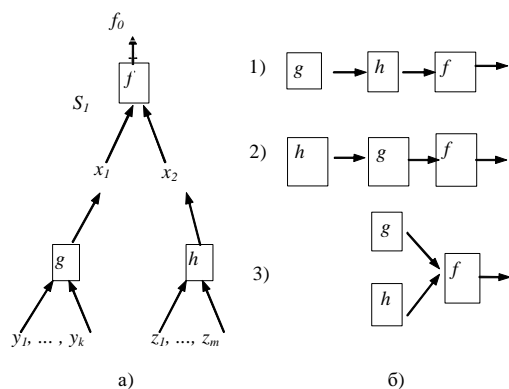 f₀
f
S₁
x₁ x₂
g h
y₁, ... , yₖ z₁, ..., zₘ
а)
1) g h f
2) h g f
g
3) f
h
б)